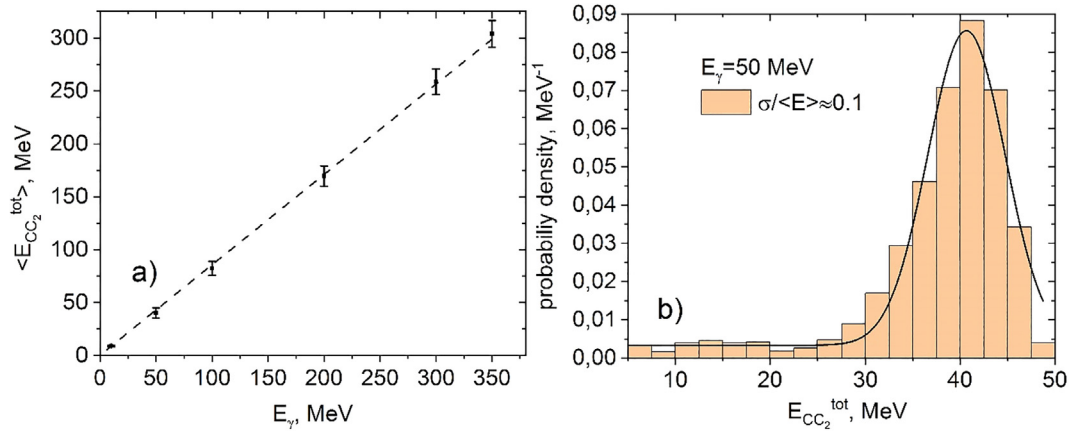 <E_CC₂^tot>, MeV
300
250
200
150
100
50
0
a)
0 50 100 150 200 250 300 350
Eγ, MeV
probabiliy density, MeV⁻¹
0,09
0,08
0,07
0,06
0,05
0,04
0,03
0,02
0,01
0,00
Eγ=50 MeV
σ/<E>≈0.1
b)
10 20 30 40 50
E_CC₂^tot, MeV